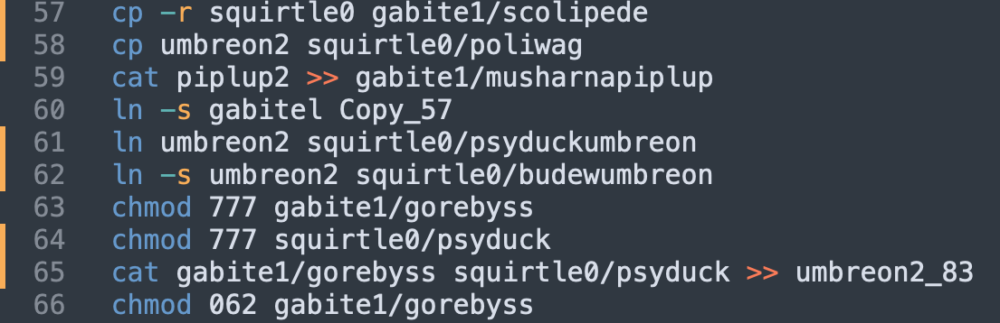 57 cp -r squirtle0 gabite1/scolipede
58 cp umbreon2 squirtle0/poliwag
59 cat piplup2 >> gabite1/musharnapiplup
60 ln -s gabitel Copy_57
61 ln umbreon2 squirtle0/psyduckumbreon
62 ln -s umbreon2 squirtle0/budewumbreon
63 chmod 777 gabite1/gorebyss
64 chmod 777 squirtle0/psyduck
65 cat gabite1/gorebyss squirtle0/psyduck >> umbreon2_83
66 chmod 062 gabite1/gorebyss